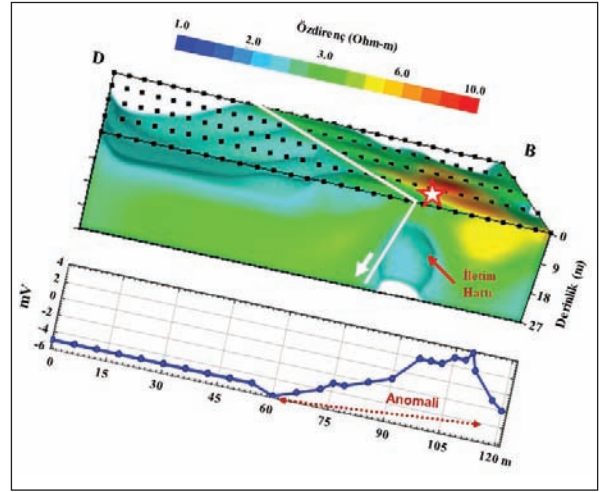 Özdirenç (Ohm-m)
1.0 2.0 3.0 6.0 10.0
D
B
0
9
18
27
Derinlik (m)
İletim
Hattı
mV
4
2
0
-2
-4
-6
Anomali
0 15 30 45 60 75 90 105 120 m